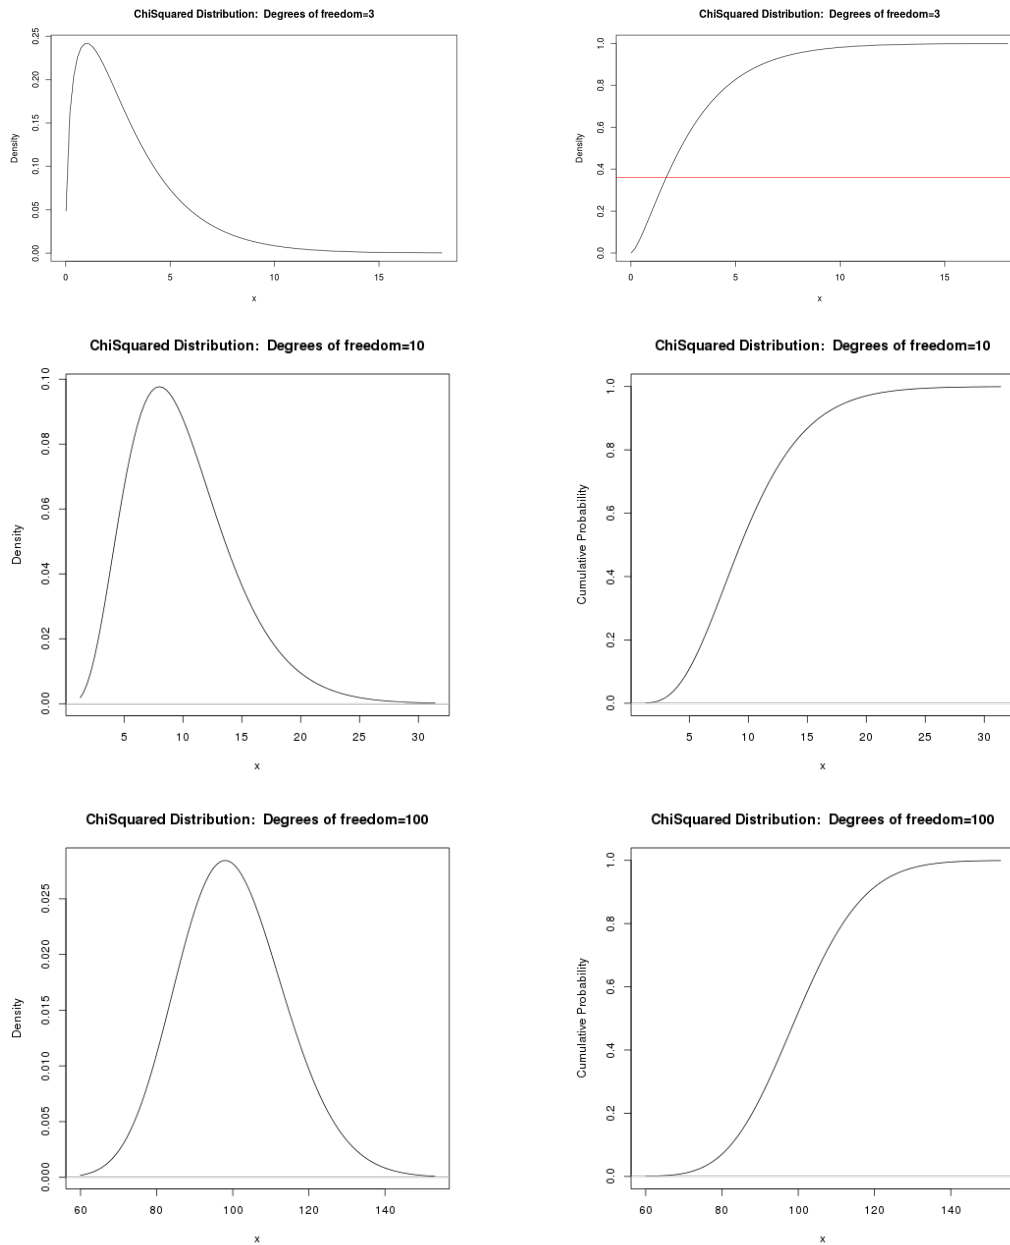 ChiSquared Distribution:  Degrees of freedom=3
Density
0.00 0.05 0.10 0.15 0.20 0.25
0 5 10 15
x
ChiSquared Distribution:  Degrees of freedom=3
Density
0.0 0.2 0.4 0.6 0.8 1.0
0 5 10 15
x
ChiSquared Distribution:  Degrees of freedom=10
Density
0.00 0.02 0.04 0.06 0.08 0.10
5 10 15 20 25 30
x
ChiSquared Distribution:  Degrees of freedom=10
Cumulative Probability
0.0 0.2 0.4 0.6 0.8 1.0
5 10 15 20 25 30
x
ChiSquared Distribution:  Degrees of freedom=100
Density
0.000 0.005 0.010 0.015 0.020 0.025
60 80 100 120 140
x
ChiSquared Distribution:  Degrees of freedom=100
Cumulative Probability
0.0 0.2 0.4 0.6 0.8 1.0
60 80 100 120 140
x